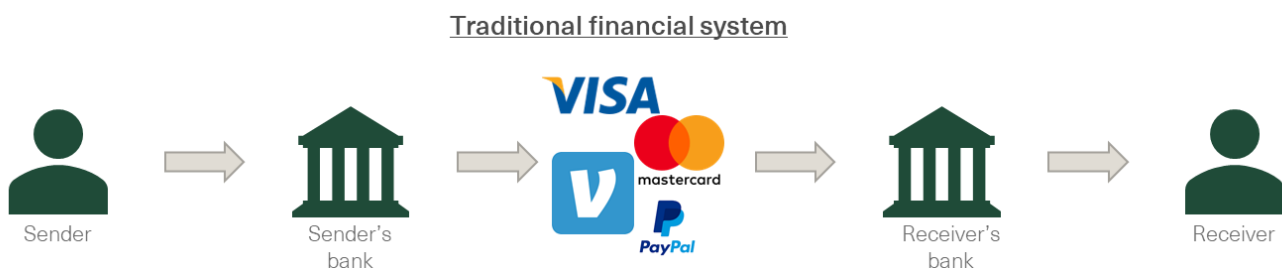 Traditional financial system
VISA
mastercard
V
PayPal
Sender
Sender's
bank
Receiver's
bank
Receiver